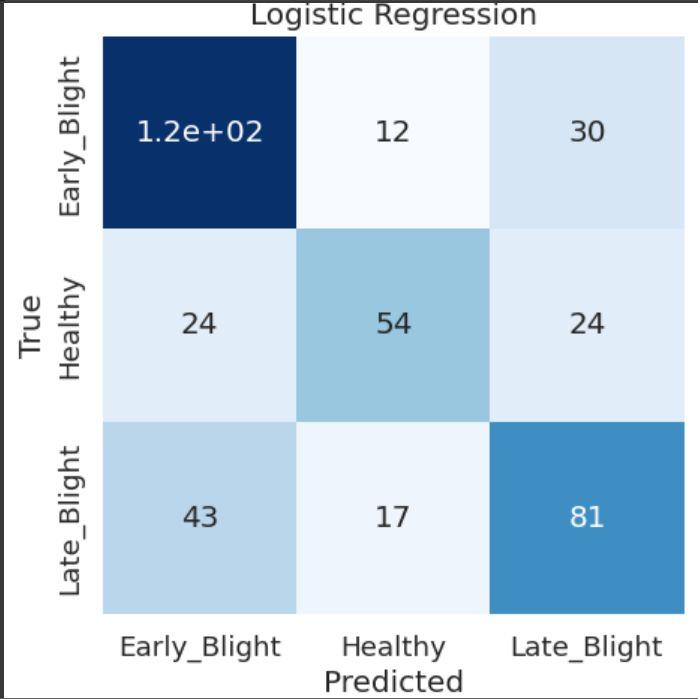 Logistic Regression
Early_Blight 1.2e+02 12 30
True
Healthy 24 54 24
Late_Blight 43 17 81
Early_Blight Healthy Late_Blight
Predicted